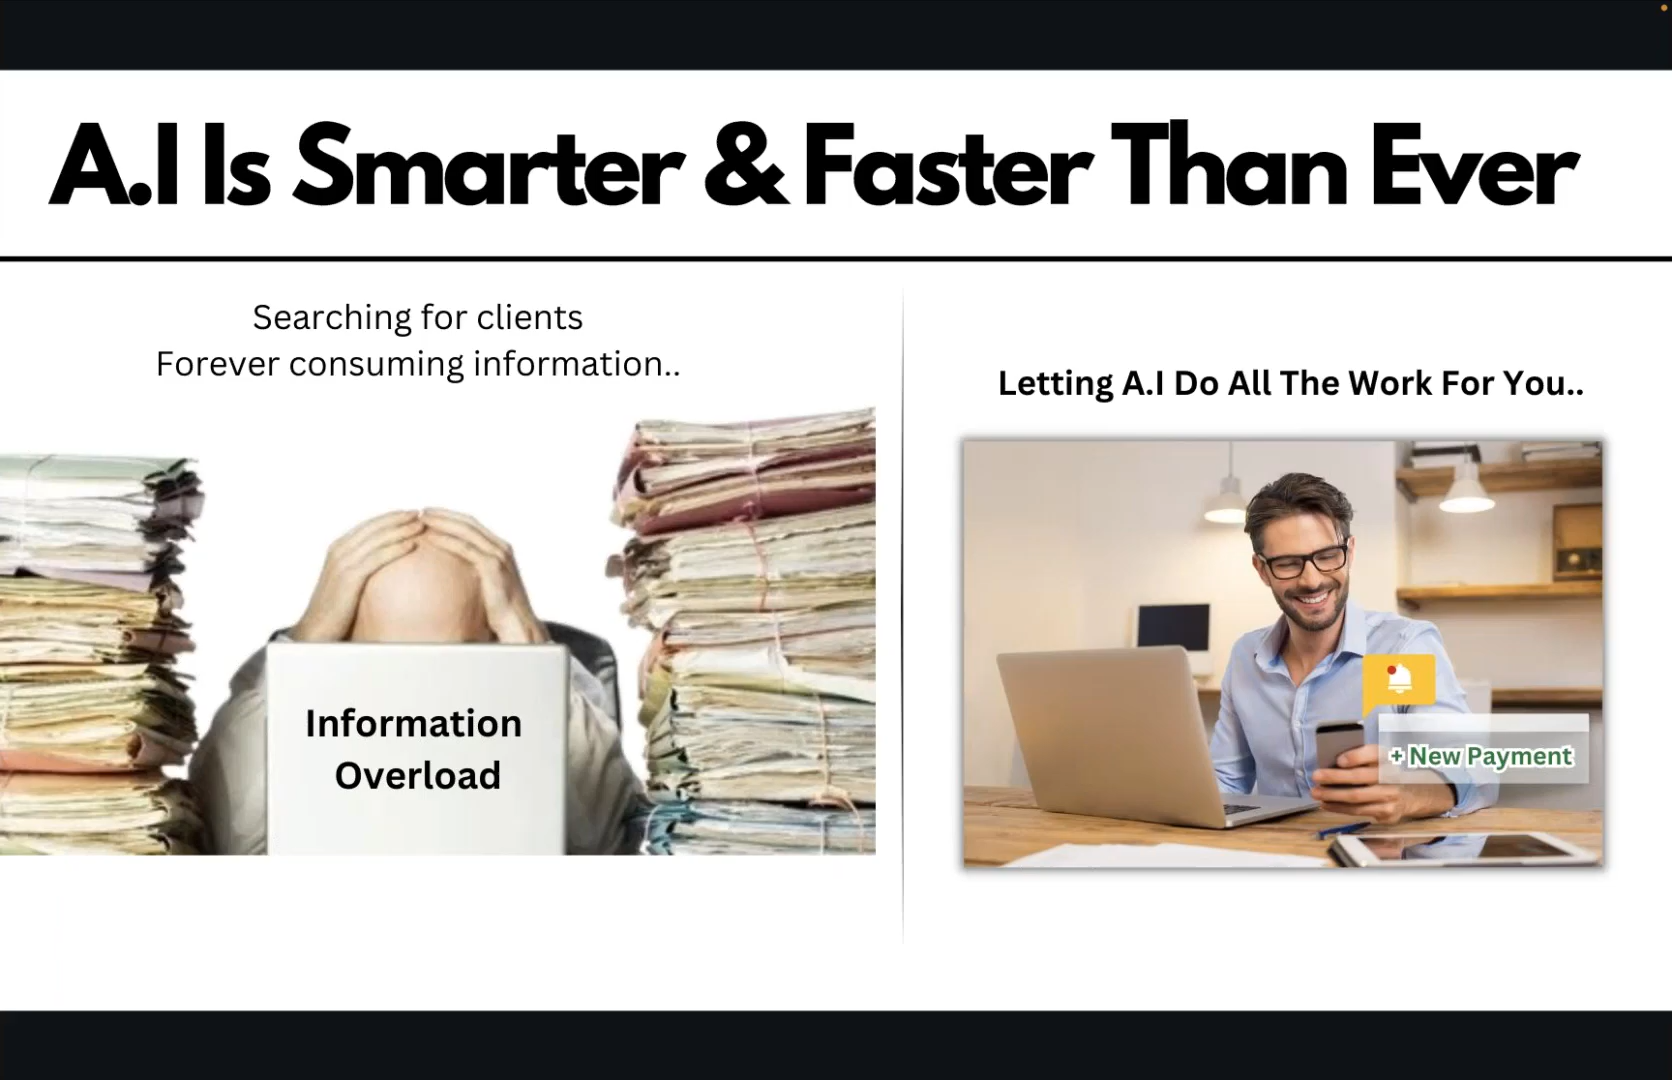 A.I Is Smarter & Faster Than Ever
Searching for clients
Forever consuming information..
Information
Overload
Letting A.I Do All The Work For You..
+ New Payment